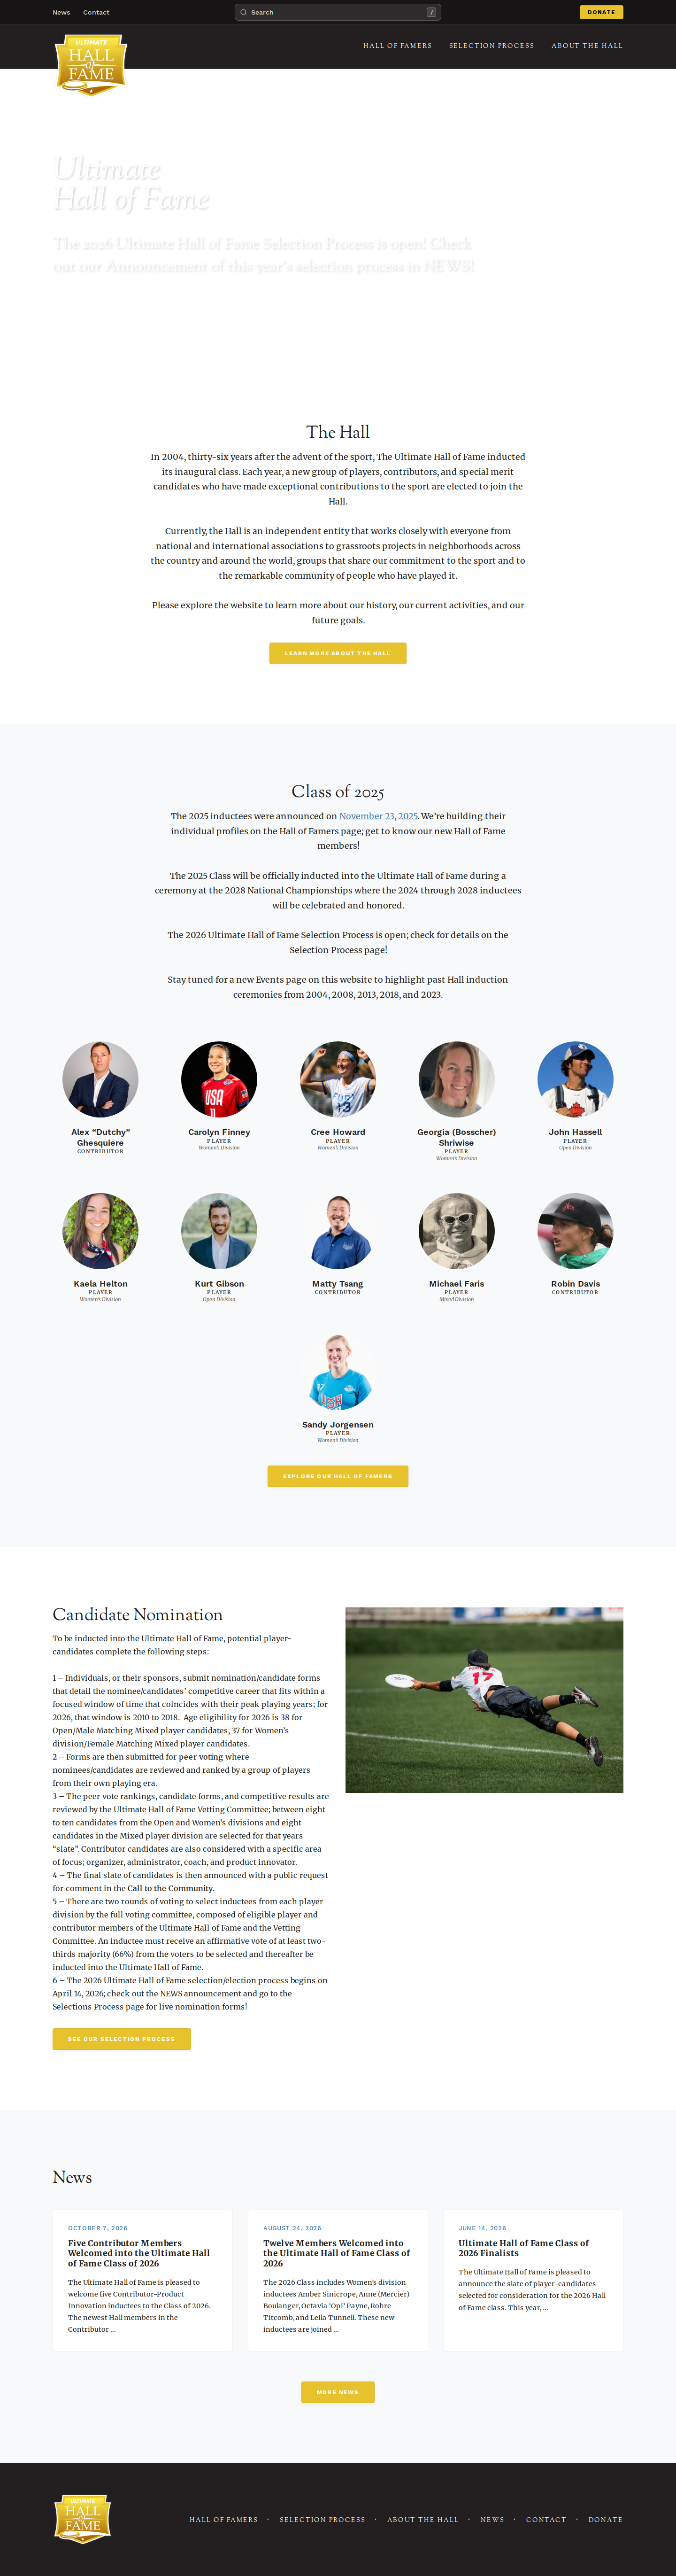 News
Contact
Search
/
DONATE
ULTIMATE
HALL
of
FAME
HALL OF FAMERS
SELECTION PROCESS
ABOUT THE HALL
Ultimate
Hall of Fame
The 2026 Ultimate Hall of Fame Selection Process is open! Check
out our Announcement of this year's selection process in NEWS!
The Hall
In 2004, thirty-six years after the advent of the sport, The Ultimate Hall of Fame inducted
its inaugural class. Each year, a new group of players, contributors, and special merit
candidates who have made exceptional contributions to the sport are elected to join the
Hall.
Currently, the Hall is an independent entity that works closely with everyone from
national and international associations to grassroots projects in neighborhoods across
the country and around the world, groups that share our commitment to the sport and to
the remarkable community of people who have played it.
Please explore the website to learn more about our history, our current activities, and our
future goals.
LEARN MORE ABOUT THE HALL
Class of 2025
The 2025 inductees were announced on November 23, 2025. We're building their
individual profiles on the Hall of Famers page; get to know our new Hall of Fame
members!
The 2025 Class will be officially inducted into the Ultimate Hall of Fame during a
ceremony at the 2028 National Championships where the 2024 through 2028 inductees
will be celebrated and honored.
The 2026 Ultimate Hall of Fame Selection Process is open; check for details on the
Selection Process page!
Stay tuned for a new Events page on this website to highlight past Hall induction
ceremonies from 2004, 2008, 2013, 2018, and 2023.
Alex “Dutchy”
Ghesquiere
CONTRIBUTOR
Carolyn Finney
PLAYER
Women's Division
Cree Howard
PLAYER
Women's Division
Georgia (Bosscher)
Shriwise
PLAYER
Women's Division
John Hassell
PLAYER
Open Division
Kaela Helton
PLAYER
Women's Division
Kurt Gibson
PLAYER
Open Division
Matty Tsang
CONTRIBUTOR
Michael Faris
PLAYER
Mixed Division
Robin Davis
CONTRIBUTOR
Sandy Jorgensen
PLAYER
Women's Division
EXPLORE OUR HALL OF FAMERS
Candidate Nomination
To be inducted into the Ultimate Hall of Fame, potential player-
candidates complete the following steps:
1 – Individuals, or their sponsors, submit nomination/candidate forms
that detail the nominee/candidates' competitive career that fits within a
focused window of time that coincides with their peak playing years; for
2026, that window is 2010 to 2018. Age eligibility for 2026 is 38 for
Open/Male Matching Mixed player candidates, 37 for Women's
division/Female Matching Mixed player candidates.
2 – Forms are then submitted for peer voting where
nominees/candidates are reviewed and ranked by a group of players
from their own playing era.
3 – The peer vote rankings, candidate forms, and competitive results are
reviewed by the Ultimate Hall of Fame Vetting Committee; between eight
to ten candidates from the Open and Women's divisions and eight
candidates in the Mixed player division are selected for that years
“slate”. Contributor candidates are also considered with a specific area
of focus; organizer, administrator, coach, and product innovator.
4 – The final slate of candidates is then announced with a public request
for comment in the Call to the Community.
5 – There are two rounds of voting to select inductees from each player
division by the full voting committee, composed of eligible player and
contributor members of the Ultimate Hall of Fame and the Vetting
Committee. An inductee must receive an affirmative vote of at least two-
thirds majority (66%) from the voters to be selected and thereafter be
inducted into the Ultimate Hall of Fame.
6 – The 2026 Ultimate Hall of Fame selection/election process begins on
April 14, 2026; check out the NEWS announcement and go to the
Selections Process page for live nomination forms!
SEE OUR SELECTION PROCESS
News
OCTOBER 7, 2026
Five Contributor Members
Welcomed into the Ultimate Hall
of Fame Class of 2026
The Ultimate Hall of Fame is pleased to
welcome five Contributor-Product
Innovation inductees to the Class of 2026.
The newest Hall members in the
Contributor ...
AUGUST 24, 2026
Twelve Members Welcomed into
the Ultimate Hall of Fame Class of
2026
The 2026 Class includes Women's division
inductees Amber Sinicrope, Anne (Mercier)
Boulanger, Octavia 'Opi' Payne, Rohre
Titcomb, and Leila Tunnell. These new
inductees are joined ...
JUNE 14, 2026
Ultimate Hall of Fame Class of
2026 Finalists
The Ultimate Hall of Fame is pleased to
announce the slate of player-candidates
selected for consideration for the 2026 Hall
of Fame class. This year, ...
MORE NEWS
ULTIMATE
HALL
of
FAME
HALL OF FAMERS • SELECTION PROCESS • ABOUT THE HALL • NEWS • CONTACT • DONATE